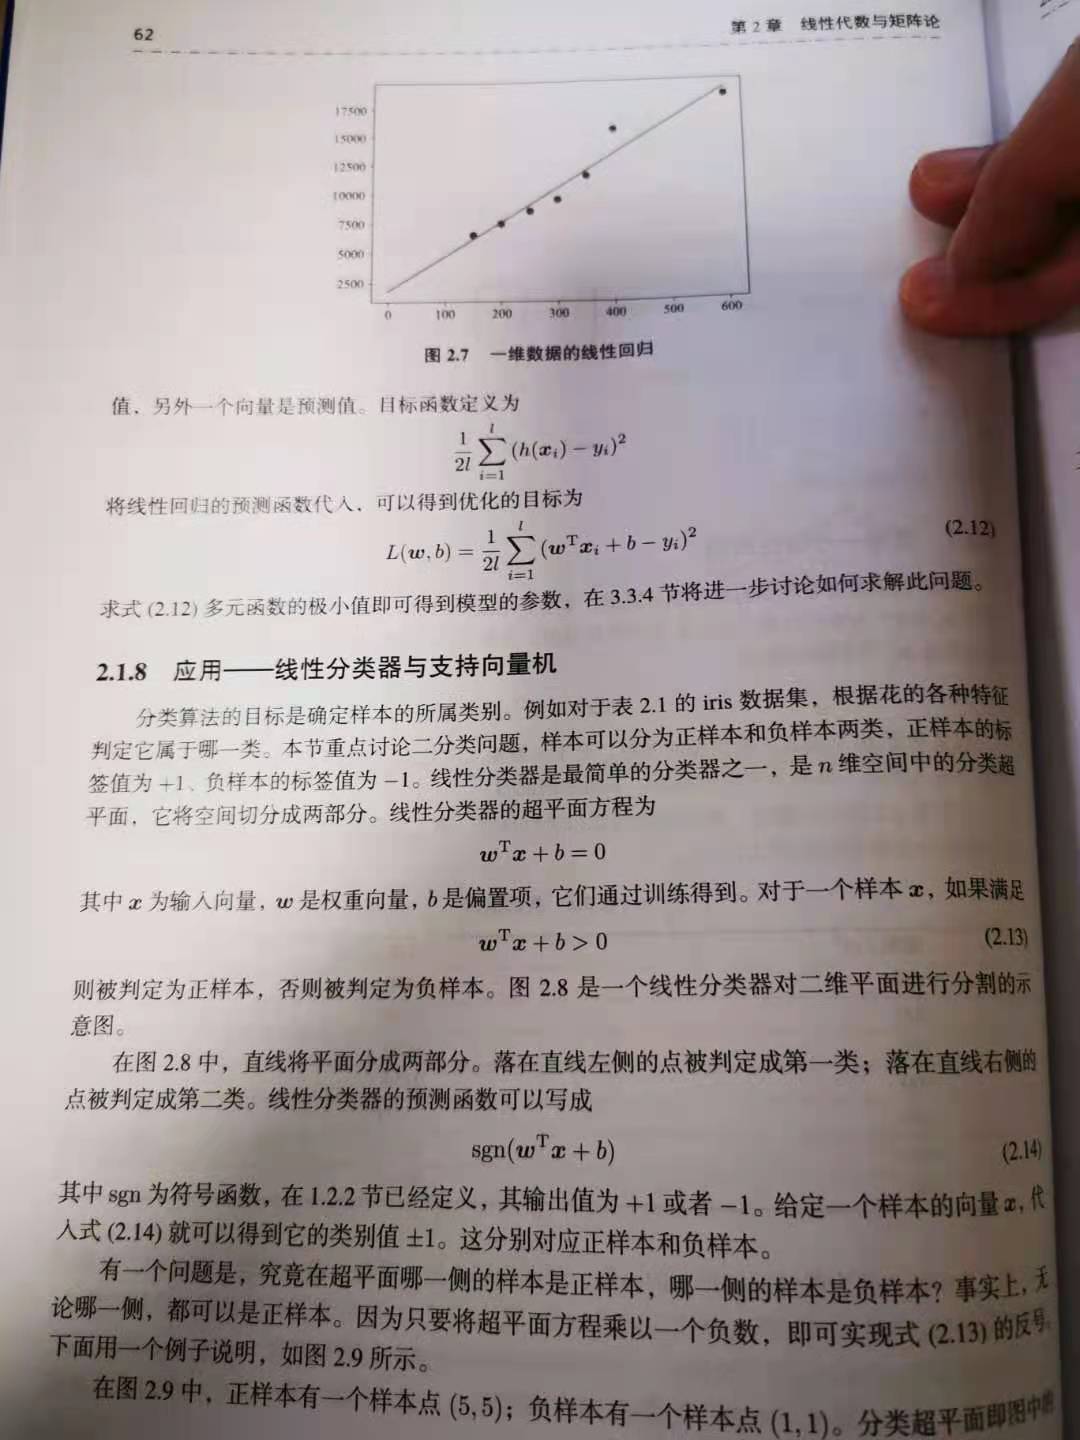 62
第 2 章 线性代数与矩阵论
17500
15000
12500
10000
7500
5000
2500
0 100 200 300 400 500 600
图 2.7 一维数据的线性回归
值，另外一个向量是预测值。目标函数定义为
\frac{1}{2l}\sum_{i=1}^{l}(h(x_i) - y_i)^2
将线性回归的预测函数代入，可以得到优化的目标为
L(w, b) = \frac{1}{2l}\sum_{i=1}^{l}(w^T x_i + b - y_i)^2 (2.12)
求式 (2.12) 多元函数的极小值即可得到模型的参数，在 3.3.4 节将进一步讨论如何求解此问题。
2.1.8 应用——线性分类器与支持向量机
分类算法的目标是确定样本的所属类别。例如对于表 2.1 的 iris 数据集，根据花的各种特征
判定它属于哪一类。本节重点讨论二分类问题，样本可以分为正样本和负样本两类，正样本的标
签值为 +1、负样本的标签值为 −1。线性分类器是最简单的分类器之一，是 n 维空间中的分类超
平面，它将空间切分成两部分。线性分类器的超平面方程为
w^T x + b = 0
其中 x 为输入向量，w 是权重向量，b 是偏置项，它们通过训练得到。对于一个样本 x，如果满足
w^T x + b > 0 (2.13)
则被判定为正样本，否则被判定为负样本。图 2.8 是一个线性分类器对二维平面进行分割的示
意图。
在图 2.8 中，直线将平面分成两部分。落在直线左侧的点被判定成第一类；落在直线右侧的
点被判定成第二类。线性分类器的预测函数可以写成
sgn(w^T x + b) (2.14)
其中 sgn 为符号函数，在 1.2.2 节已经定义，其输出值为 +1 或者 −1。给定一个样本的向量 x，代
入式 (2.14) 就可以得到它的类别值 ±1。这分别对应正样本和负样本。
有一个问题是，究竟在超平面哪一侧的样本是正样本，哪一侧的样本是负样本？事实上，无
论哪一侧，都可以是正样本。因为只要将超平面方程乘以一个负数，即可实现式 (2.13) 的反号。
下面用一个例子说明，如图 2.9 所示。
在图 2.9 中，正样本有一个样本点 (5,5)；负样本有一个样本点 (1,1)。分类超平面即图中的